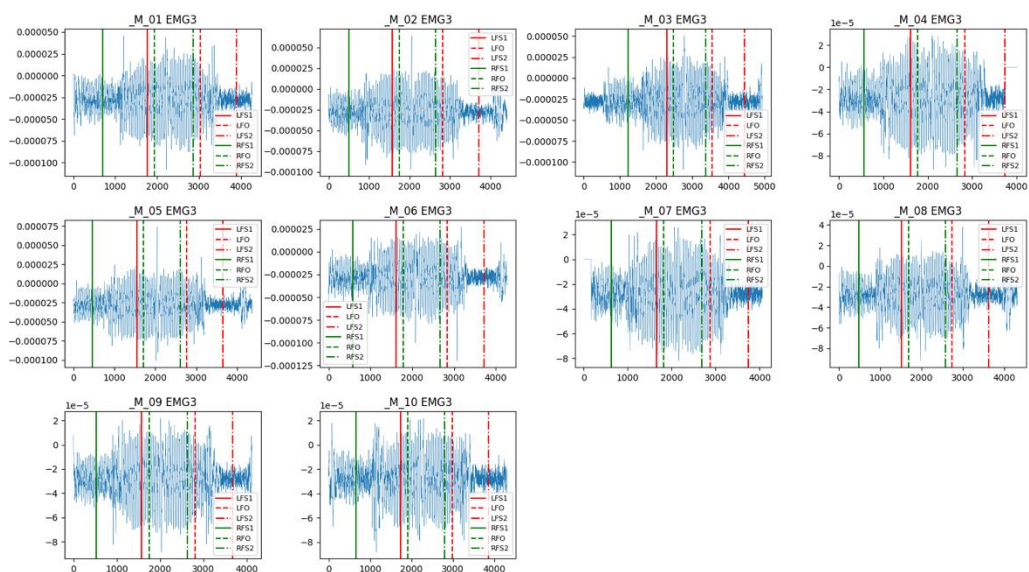 _M_01 EMG3
_M_02 EMG3
_M_03 EMG3
_M_04 EMG3
0.000050
0.000025
0.000000
−0.000025
−0.000050
−0.000075
−0.000100
0 1000 2000 3000 4000
LFS1
LFO
LFS2
RFS1
RFO
RFS2
0.000050
0.000025
0.000000
−0.000025
−0.000050
−0.000075
−0.000100
0 1000 2000 3000 4000
LFS1
LFO
LFS2
RFS1
RFO
RFS2
0.000050
0.000025
0.000000
−0.000025
−0.000050
−0.000075
−0.000100
0 1000 2000 3000 4000 5000
LFS1
LFO
LFS2
RFS1
RFO
RFS2
1e−5
2
0
−2
−4
−6
−8
0 1000 2000 3000 4000
LFS1
LFO
LFS2
RFS1
RFO
RFS2
_M_05 EMG3
_M_06 EMG3
_M_07 EMG3
_M_08 EMG3
0.000075
0.000050
0.000025
0.000000
−0.000025
−0.000050
−0.000075
−0.000100
0 1000 2000 3000 4000
LFS1
LFO
LFS2
RFS1
RFO
RFS2
0.000025
0.000000
−0.000025
−0.000050
−0.000075
−0.000100
−0.000125
0 1000 2000 3000 4000
LFS1
LFO
LFS2
RFS1
RFO
RFS2
1e−5
2
0
−2
−4
−6
−8
0 1000 2000 3000 4000
LFS1
LFO
LFS2
RFS1
RFO
RFS2
1e−5
4
2
0
−2
−4
−6
−8
0 1000 2000 3000 4000
LFS1
LFO
LFS2
RFS1
RFO
RFS2
_M_09 EMG3
_M_10 EMG3
1e−5
2
0
−2
−4
−6
−8
0 1000 2000 3000 4000
LFS1
LFO
LFS2
RFS1
RFO
RFS2
1e−5
2
0
−2
−4
−6
−8
0 1000 2000 3000 4000
LFS1
LFO
LFS2
RFS1
RFO
RFS2